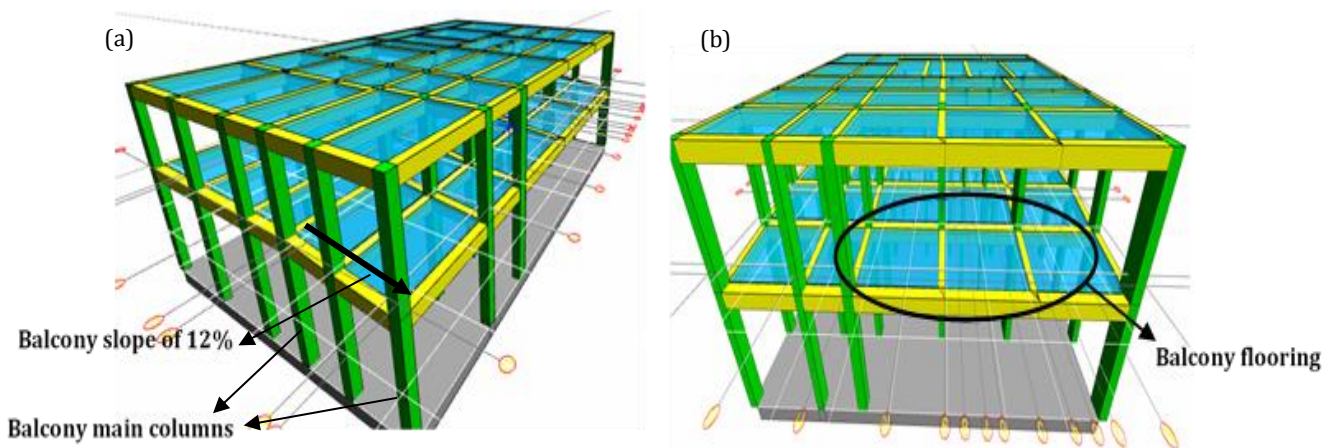 (a)
(b)
Balcony slope of 12%
Balcony flooring
Balcony main columns